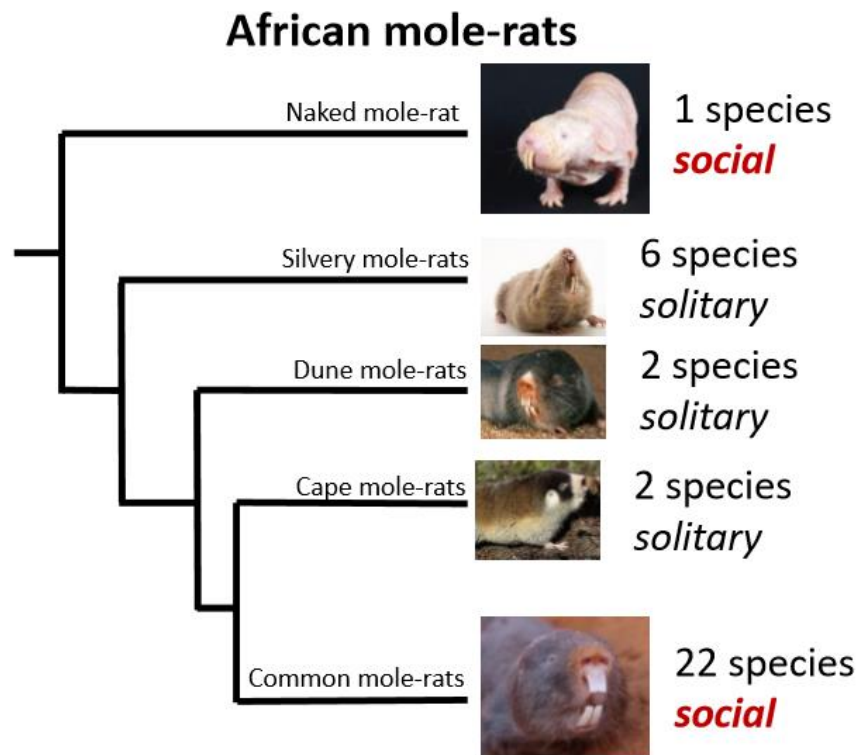 African mole-rats
Naked mole-rat
1 species
social
Silvery mole-rats
6 species
solitary
Dune mole-rats
2 species
solitary
Cape mole-rats
2 species
solitary
Common mole-rats
22 species
social